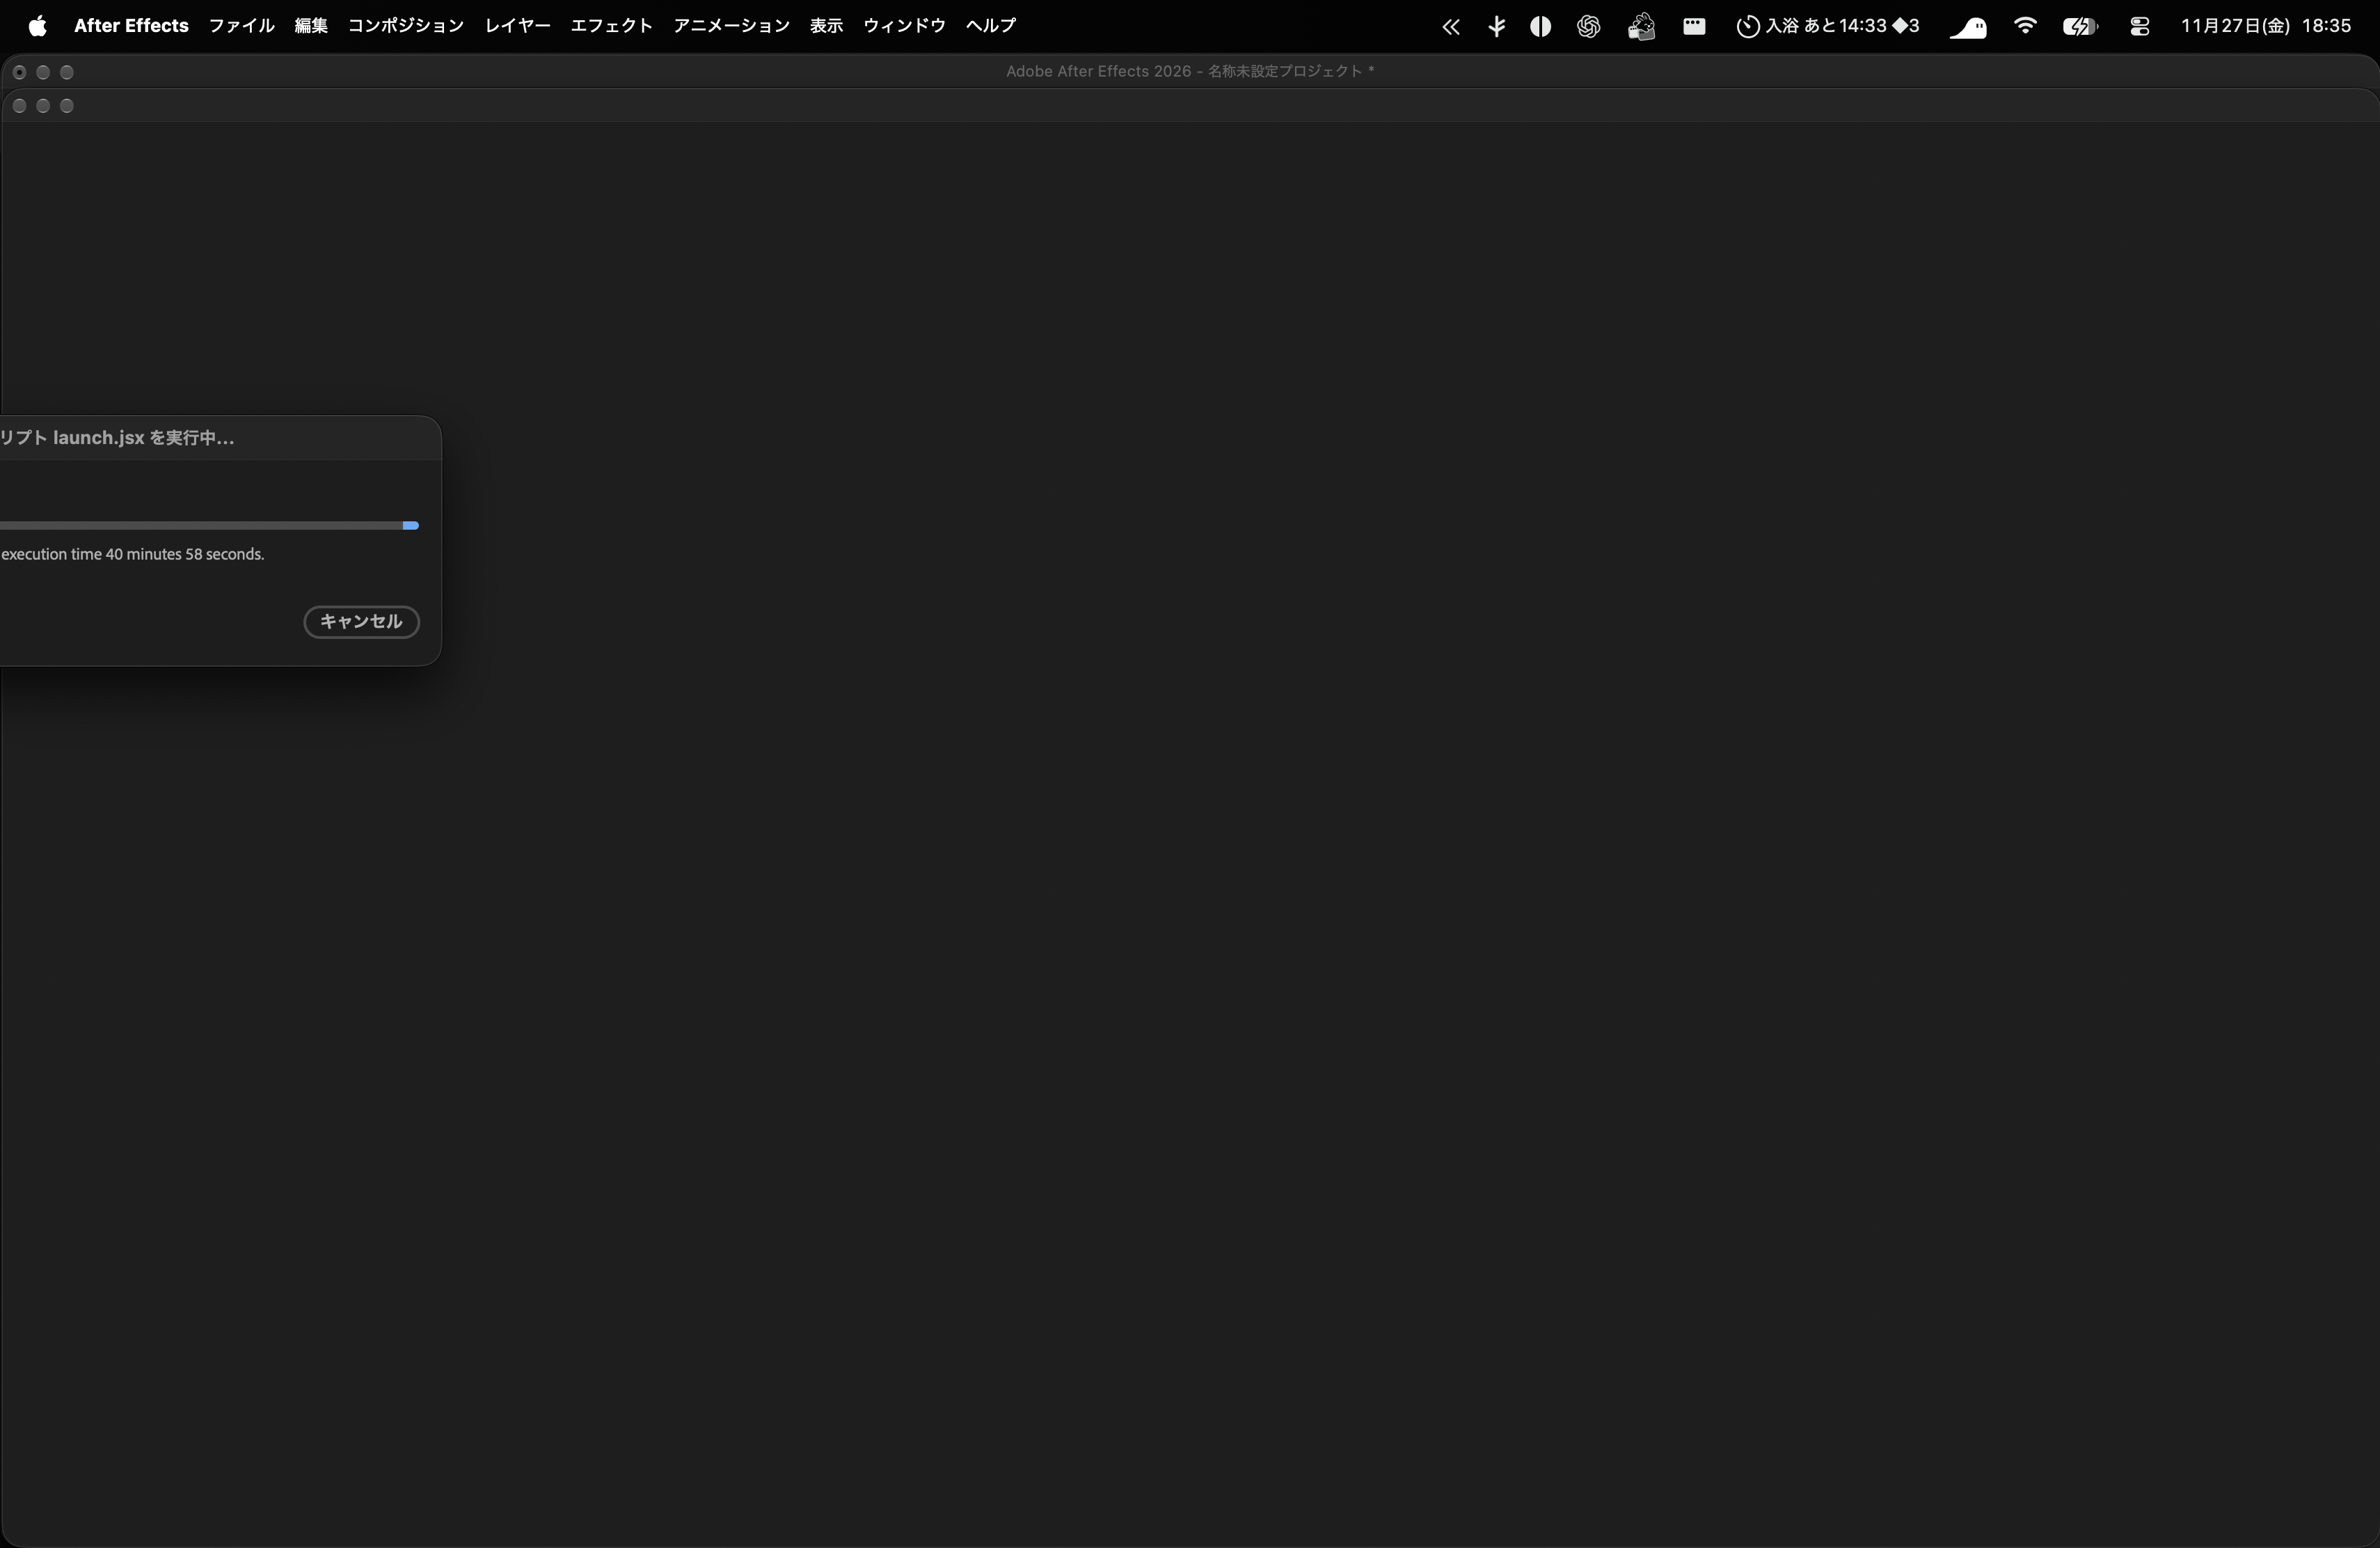 After Effects ファイル 編集 コンポジション レイヤー エフェクト アニメーション 表示 ウィンドウ ヘルプ 入浴 あと14:33 ◆3 11月27日(金) 18:35
Adobe After Effects 2026 - 名称未設定プロジェクト *
リプト launch.jsx を実行中...
execution time 40 minutes 58 seconds.
キャンセル